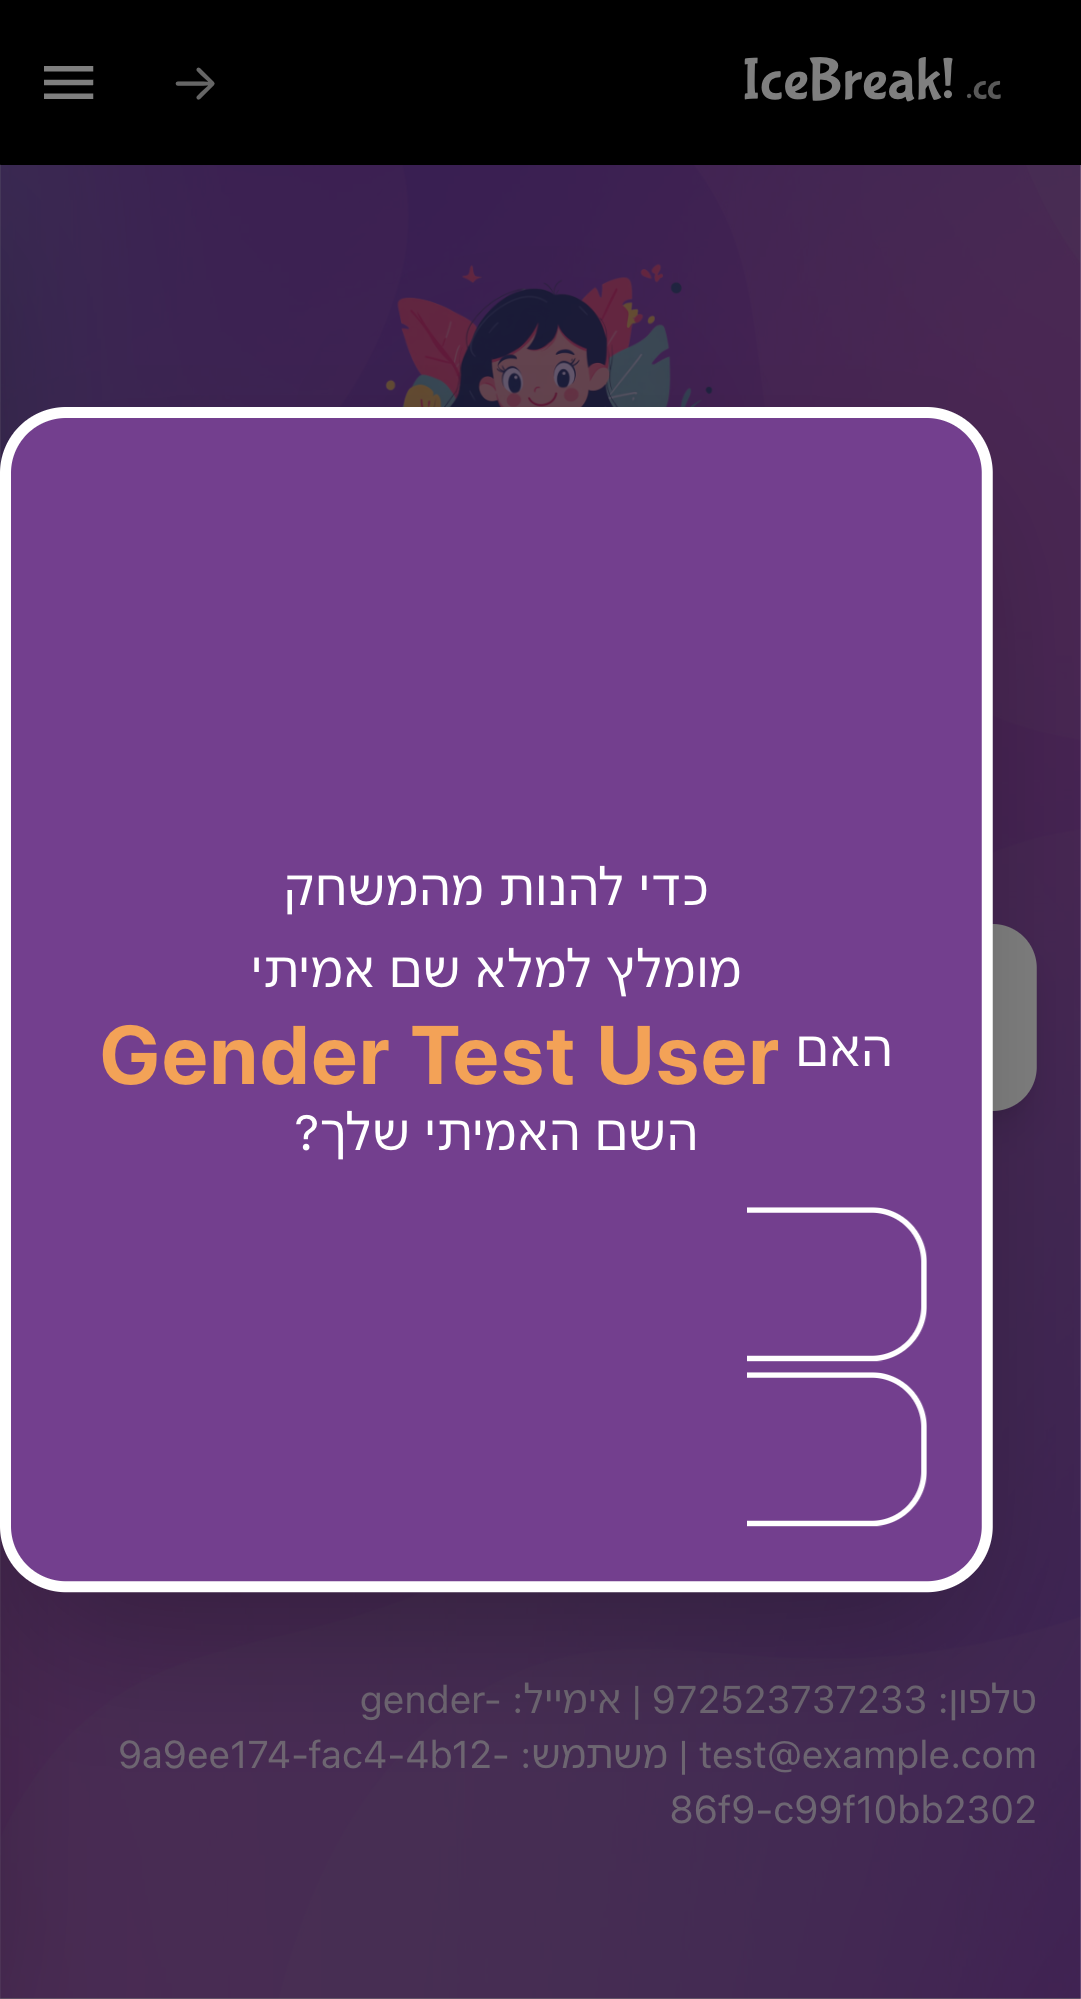 IceBreak! .cc
כדי להנות מהמשחק
מומלץ למלא שם אמיתי
האם Gender Test User
השם האמיתי שלך?
טלפון: 972523737233 | אימייל: gender-
test@example.com | משתמש: 9a9ee174-fac4-4b12-
86f9-c99f10bb2302